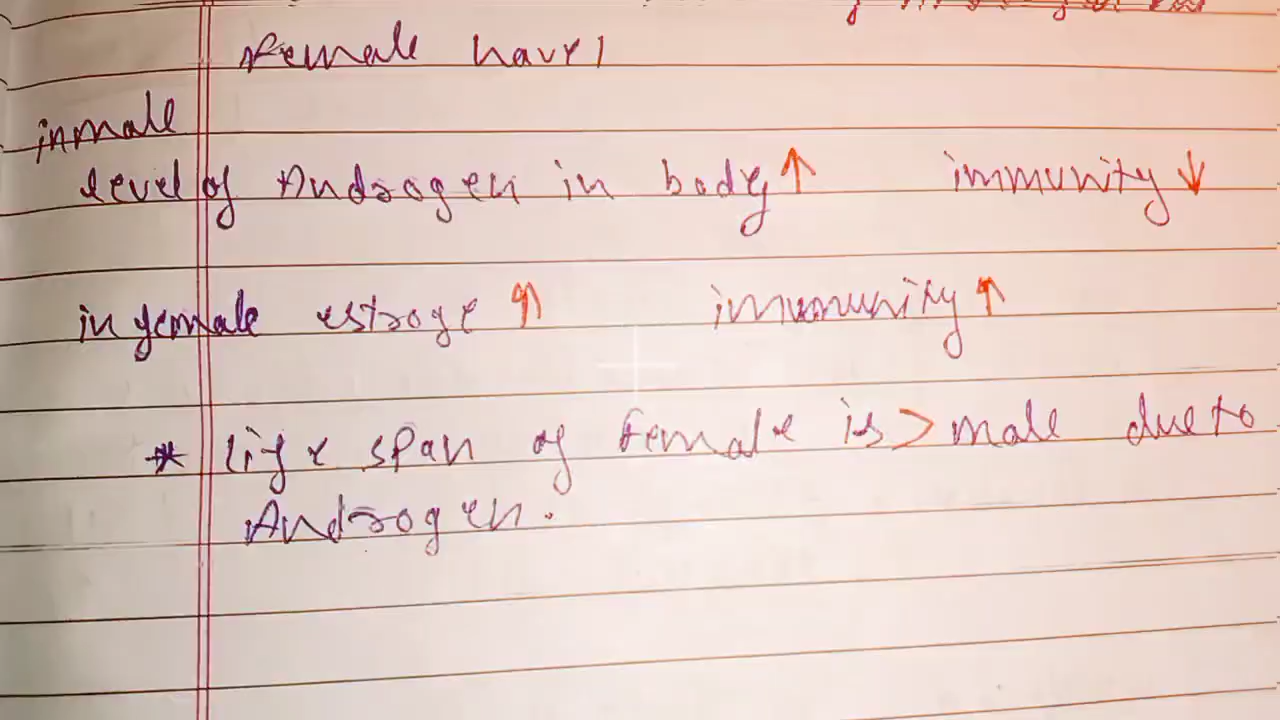 Female have
in male
level of Androgen in body ↑ immunity ↓
in female estroge ↑ immunity ↑
* life span of female is > male due to
Androgen.